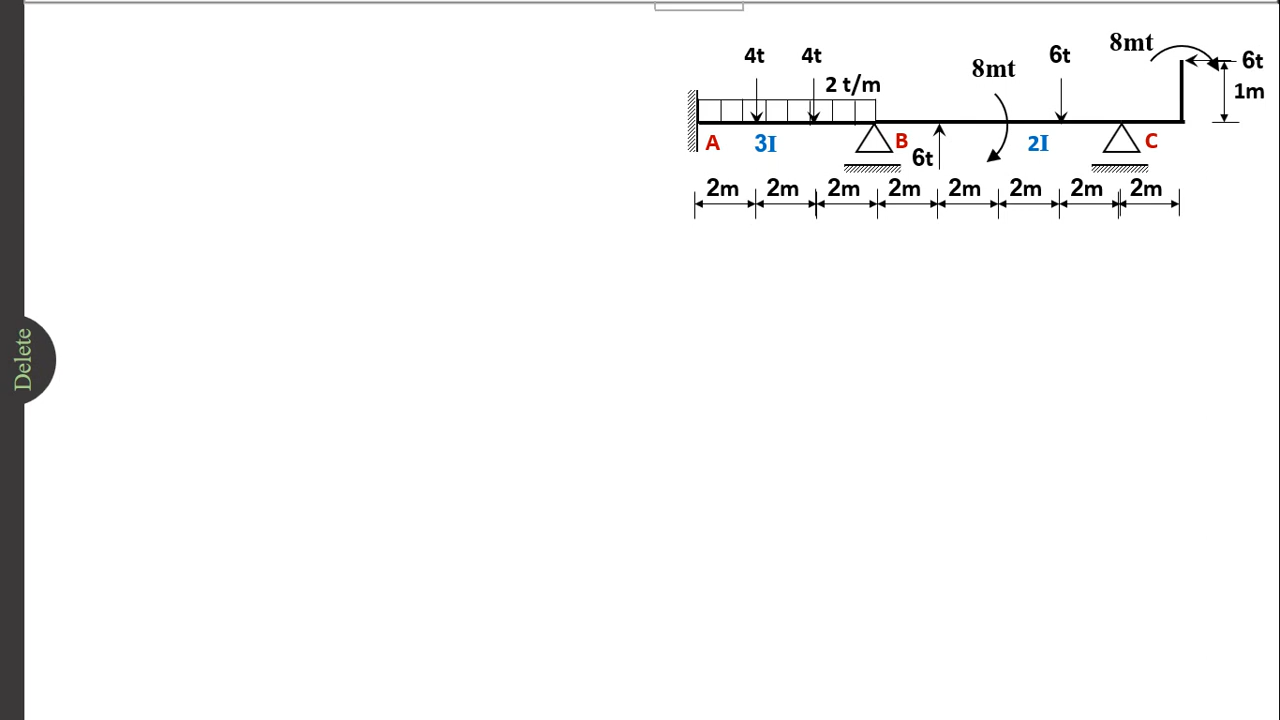 4t 4t 8mt 6t 8mt 6t
2 t/m 1m
A 3I B 6t 2I C
2m 2m 2m 2m 2m 2m 2m 2m
Delete